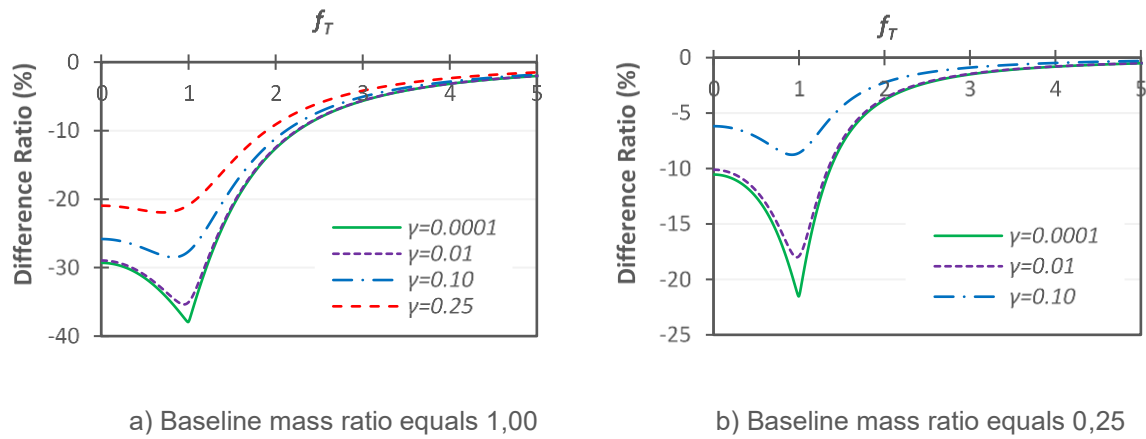 f_T
Difference Ratio (%)
0
-10
-20
-30
-40
0 1 2 3 4 5
γ=0.0001
γ=0.01
γ=0.10
γ=0.25
a) Baseline mass ratio equals 1,00
f_T
Difference Ratio (%)
0
-5
-10
-15
-20
-25
0 1 2 3 4 5
γ=0.0001
γ=0.01
γ=0.10
b) Baseline mass ratio equals 0,25